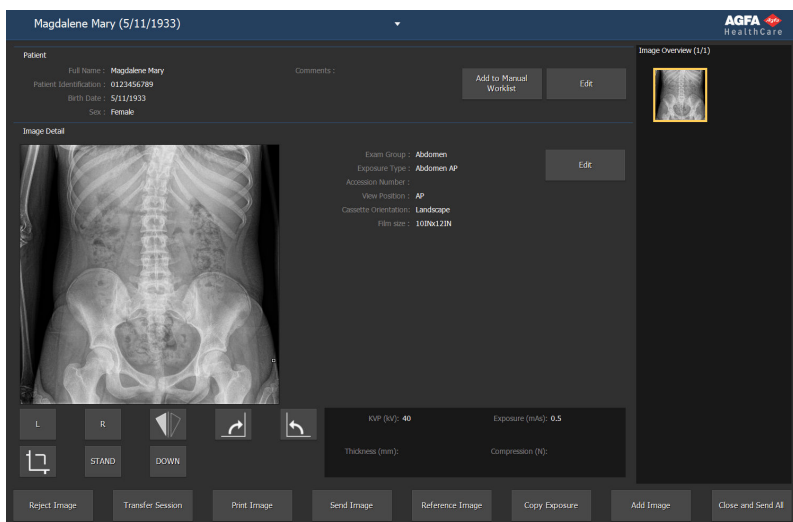 Magdalene Mary (5/11/1933)
AGFA
HealthCare
Patient
Full Name : Magdalene Mary
Comments :
Patient Identification : 0123456789
Birth Date : 5/11/1933
Sex : Female
Add to Manual
Worklist
Edit
Image Overview (1/1)
Image Detail
Exam Group : Abdomen
Exposure Type : Abdomen AP
Accession Number :
View Position : AP
Cassette Orientation: Landscape
Film size : 10INx12IN
Edit
L
R
STAND
DOWN
KVP (kV): 40
Exposure (mAs): 0.5
Thickness (mm):
Compression (N):
Reject Image
Transfer Session
Print Image
Send Image
Reference Image
Copy Exposure
Add Image
Close and Send All